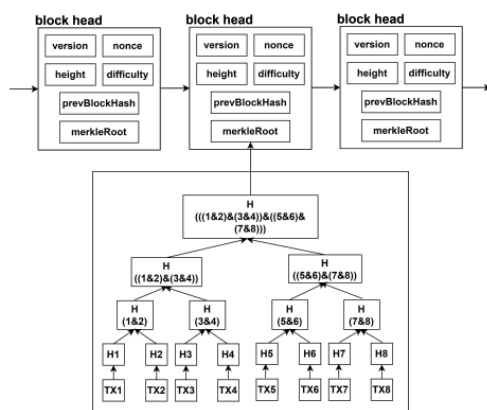 block head block head block head
version nonce version nonce version nonce
height difficulty height difficulty height difficulty
prevBlockHash prevBlockHash prevBlockHash
merkleRoot merkleRoot merkleRoot
H
(((1&2)&(3&4))&((5&6)&
(7&8)))
H H
((1&2)&(3&4)) ((5&6)&(7&8))
H H H H
(1&2) (3&4) (5&6) (7&8)
H1 H2 H3 H4 H5 H6 H7 H8
TX1 TX2 TX3 TX4 TX5 TX6 TX7 TX8